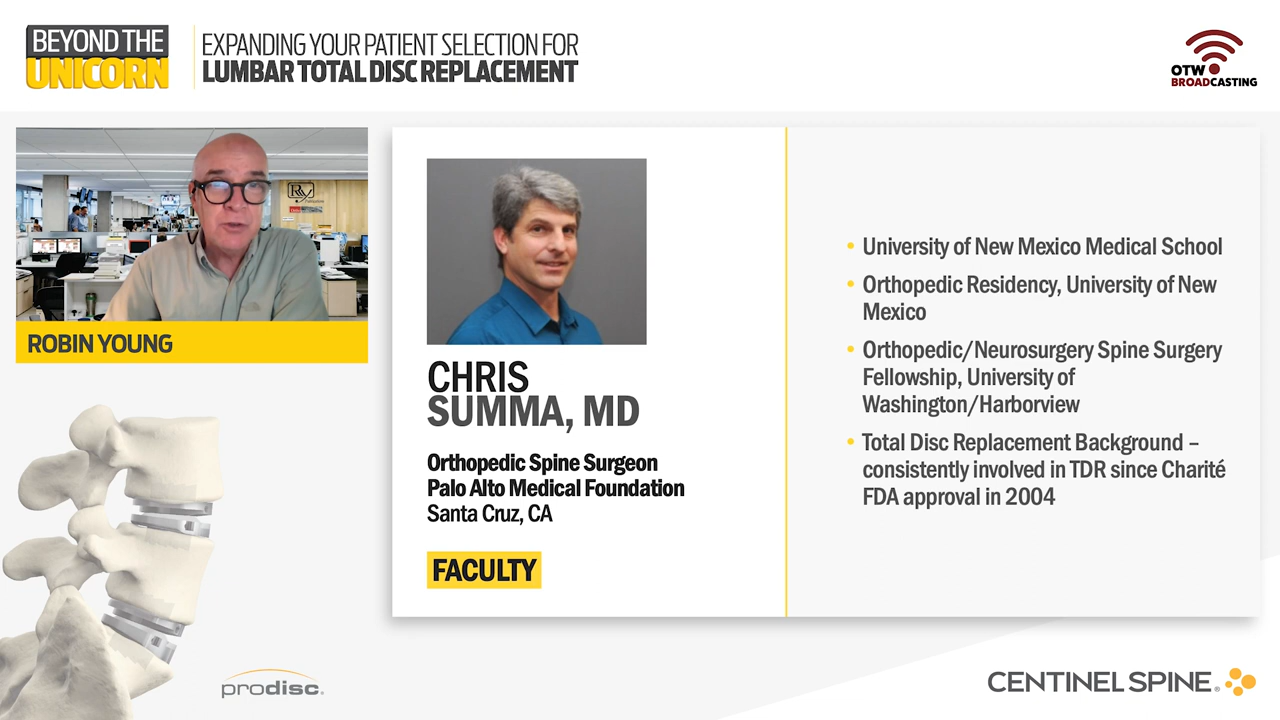 BEYOND THE
UNICORN
EXPANDING YOUR PATIENT SELECTION FOR
LUMBAR TOTAL DISC REPLACEMENT
OTW
BROADCASTING
RY
ROBIN YOUNG
CHRIS
SUMMA, MD
Orthopedic Spine Surgeon
Palo Alto Medical Foundation
Santa Cruz, CA
FACULTY
• University of New Mexico Medical School
• Orthopedic Residency, University of New
Mexico
• Orthopedic/Neurosurgery Spine Surgery
Fellowship, University of
Washington/Harborview
• Total Disc Replacement Background –
consistently involved in TDR since Charité
FDA approval in 2004
prodisc®
CENTINEL SPINE®